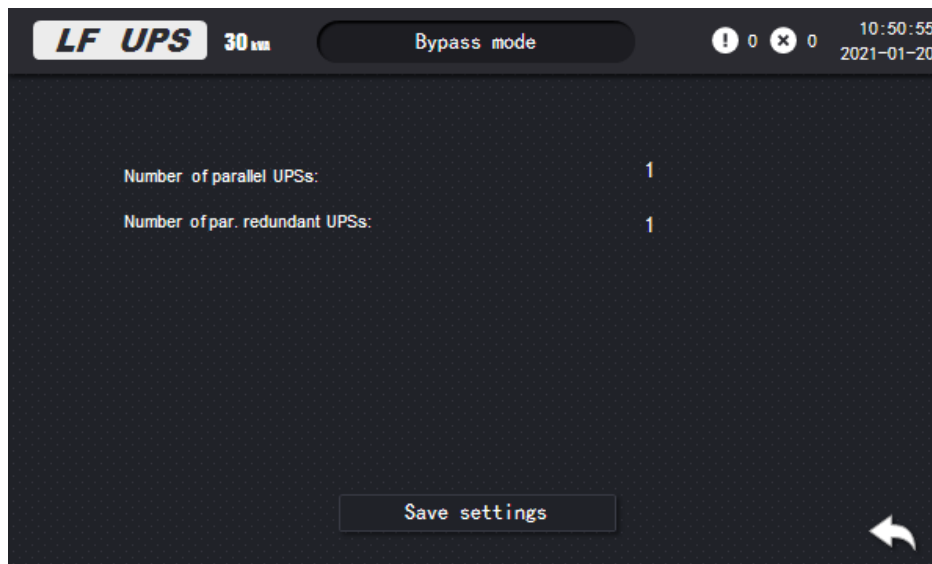 LF UPS 30 kVA Bypass mode ! 0 × 0 10:50:55
2021-01-20
Number of parallel UPSs: 1
Number of par. redundant UPSs: 1
Save settings